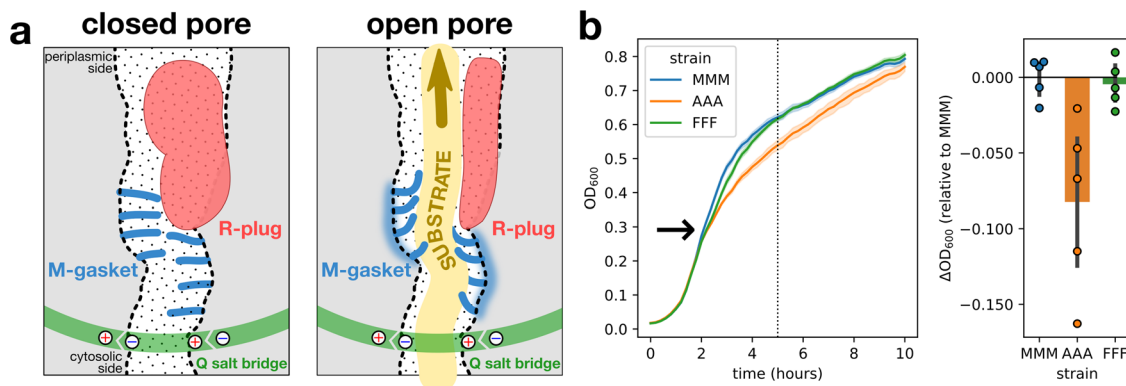 a
closed pore
open pore
periplasmic
side
R-plug
M-gasket
cytosolic
side
Q salt bridge
+
−
+
−
SUBSTRATE
R-plug
M-gasket
Q salt bridge
+
−
+
−
b
OD600
0.8
0.7
0.6
0.5
0.4
0.3
0.2
0.1
0.0
strain
MMM
AAA
FFF
0 2 4 6 8 10
time (hours)
ΔOD600 (relative to MMM)
0.000
−0.050
−0.100
−0.150
MMM AAA FFF
strain